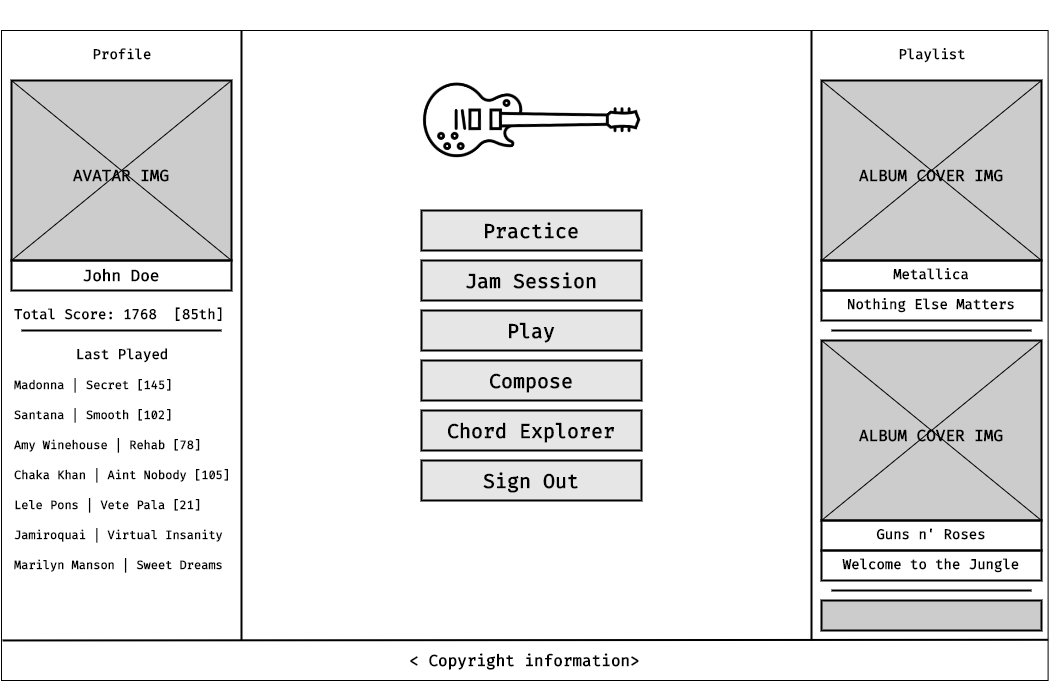 Profile
AVATAR IMG
John Doe
Total Score: 1768 [85th]
Last Played
Madonna | Secret [145]
Santana | Smooth [102]
Amy Winehouse | Rehab [78]
Chaka Khan | Aint Nobody [105]
Lele Pons | Vete Pala [21]
Jamiroquai | Virtual Insanity
Marilyn Manson | Sweet Dreams
Practice
Jam Session
Play
Compose
Chord Explorer
Sign Out
Playlist
ALBUM COVER IMG
Metallica
Nothing Else Matters
ALBUM COVER IMG
Guns n' Roses
Welcome to the Jungle
< Copyright information>